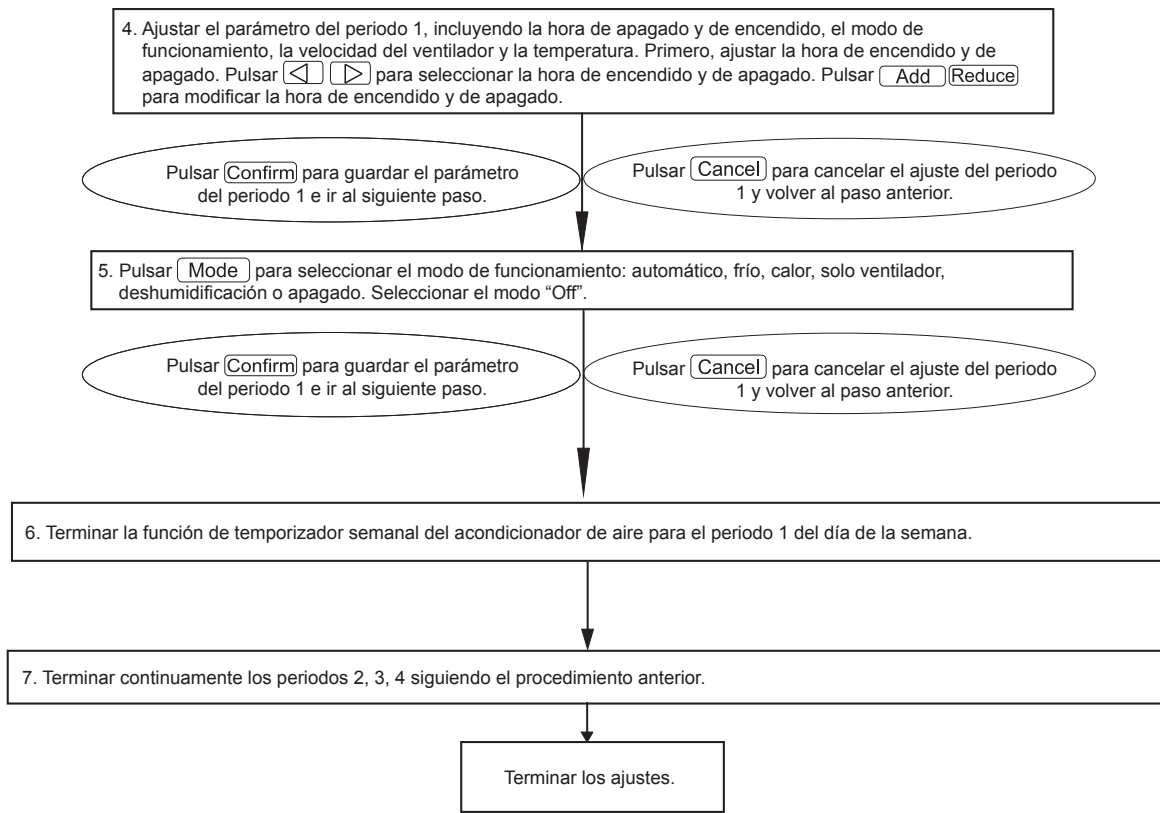 4. Ajustar el parámetro del periodo 1, incluyendo la hora de apagado y de encendido, el modo de
funcionamiento, la velocidad del ventilador y la temperatura. Primero, ajustar la hora de encendido y de
apagado. Pulsar ◁ ▷ para seleccionar la hora de encendido y de apagado. Pulsar Add Reduce
para modificar la hora de encendido y de apagado.
Pulsar Confirm para guardar el parámetro
del periodo 1 e ir al siguiente paso.
Pulsar Cancel para cancelar el ajuste del periodo
1 y volver al paso anterior.
5. Pulsar Mode para seleccionar el modo de funcionamiento: automático, frío, calor, solo ventilador,
deshumidificación o apagado. Seleccionar el modo “Off”.
Pulsar Confirm para guardar el parámetro
del periodo 1 e ir al siguiente paso.
Pulsar Cancel para cancelar el ajuste del periodo
1 y volver al paso anterior.
6. Terminar la función de temporizador semanal del acondicionador de aire para el periodo 1 del día de la semana.
7. Terminar continuamente los periodos 2, 3, 4 siguiendo el procedimiento anterior.
Terminar los ajustes.